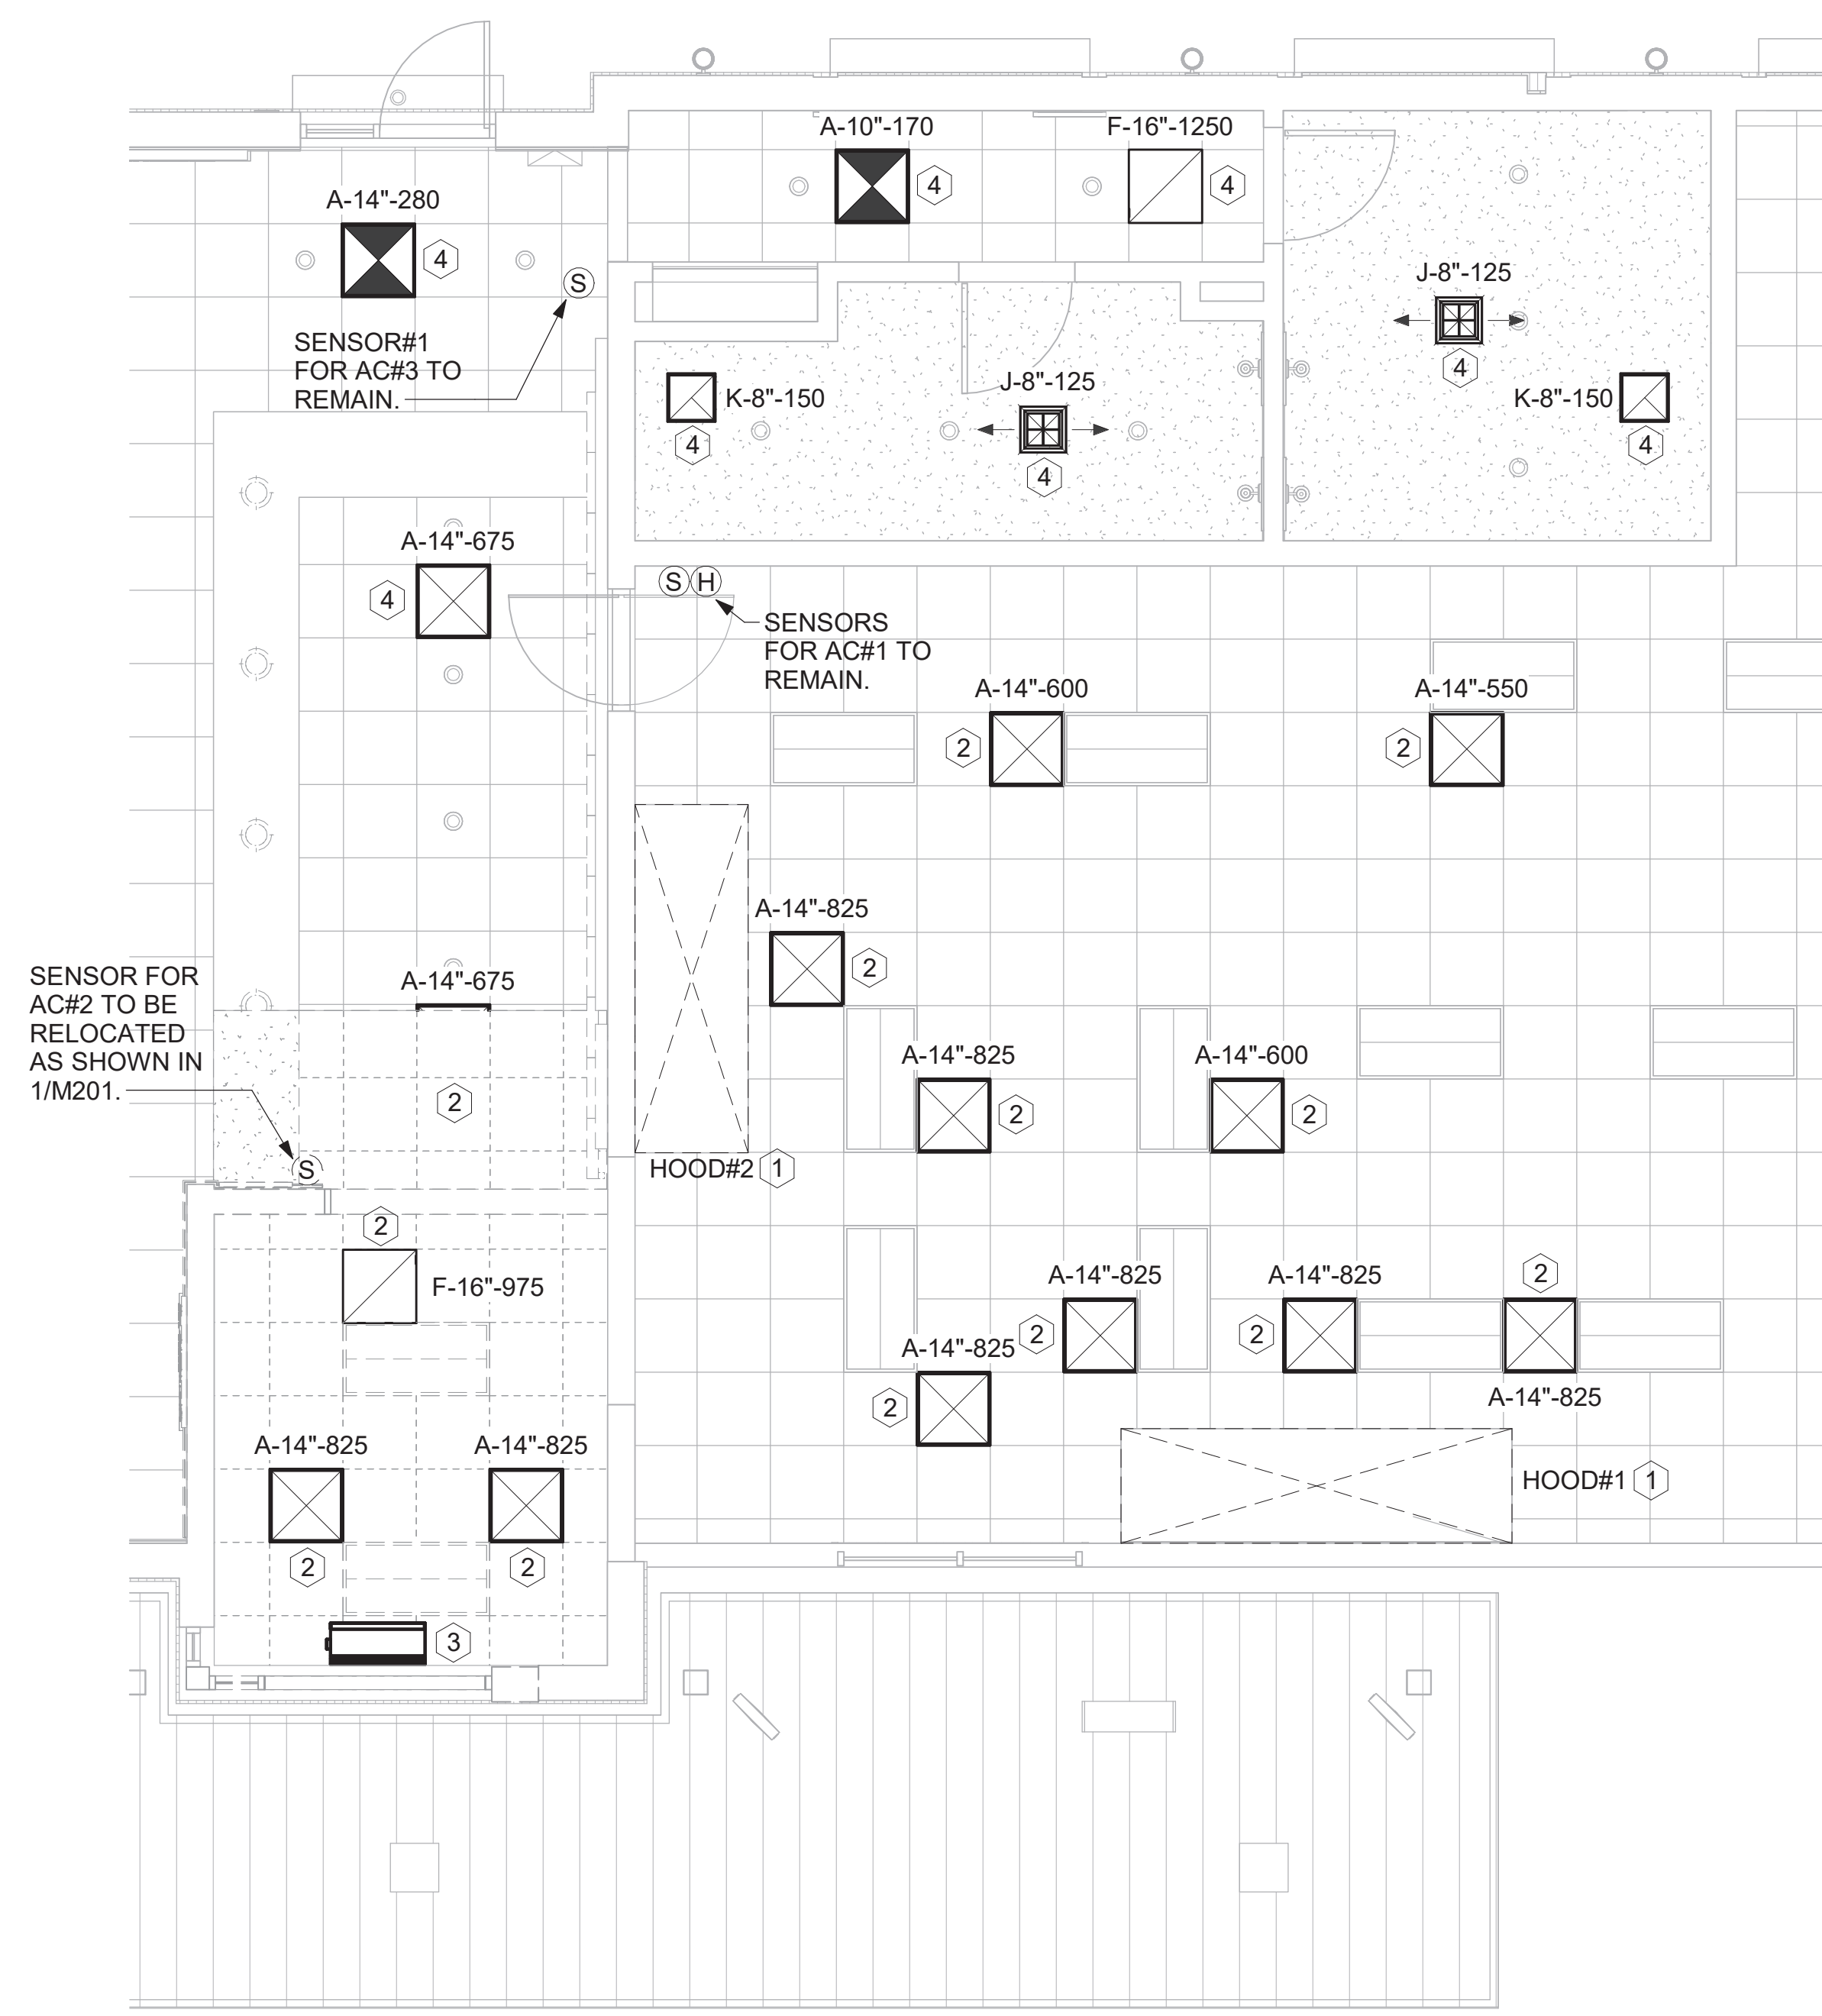 A-10"-170
F-16"-1250
4
4
A-14"-280
4
S
SENSOR#1
FOR AC#3 TO
REMAIN.
J-8"-125
4
J-8"-125
4
K-8"-150
4
K-8"-150
4
A-14"-675
4
S H
SENSORS
FOR AC#1 TO
REMAIN.
A-14"-600
2
A-14"-550
2
A-14"-825
2
A-14"-675
SENSOR FOR
AC#2 TO BE
RELOCATED
AS SHOWN IN
1/M201.
S
2
A-14"-825
2
A-14"-600
2
HOOD#2 1
2
F-16"-975
A-14"-825
2
A-14"-825
2
2
A-14"-825
A-14"-825
2
A-14"-825
2
A-14"-825
2
HOOD#1 1
3